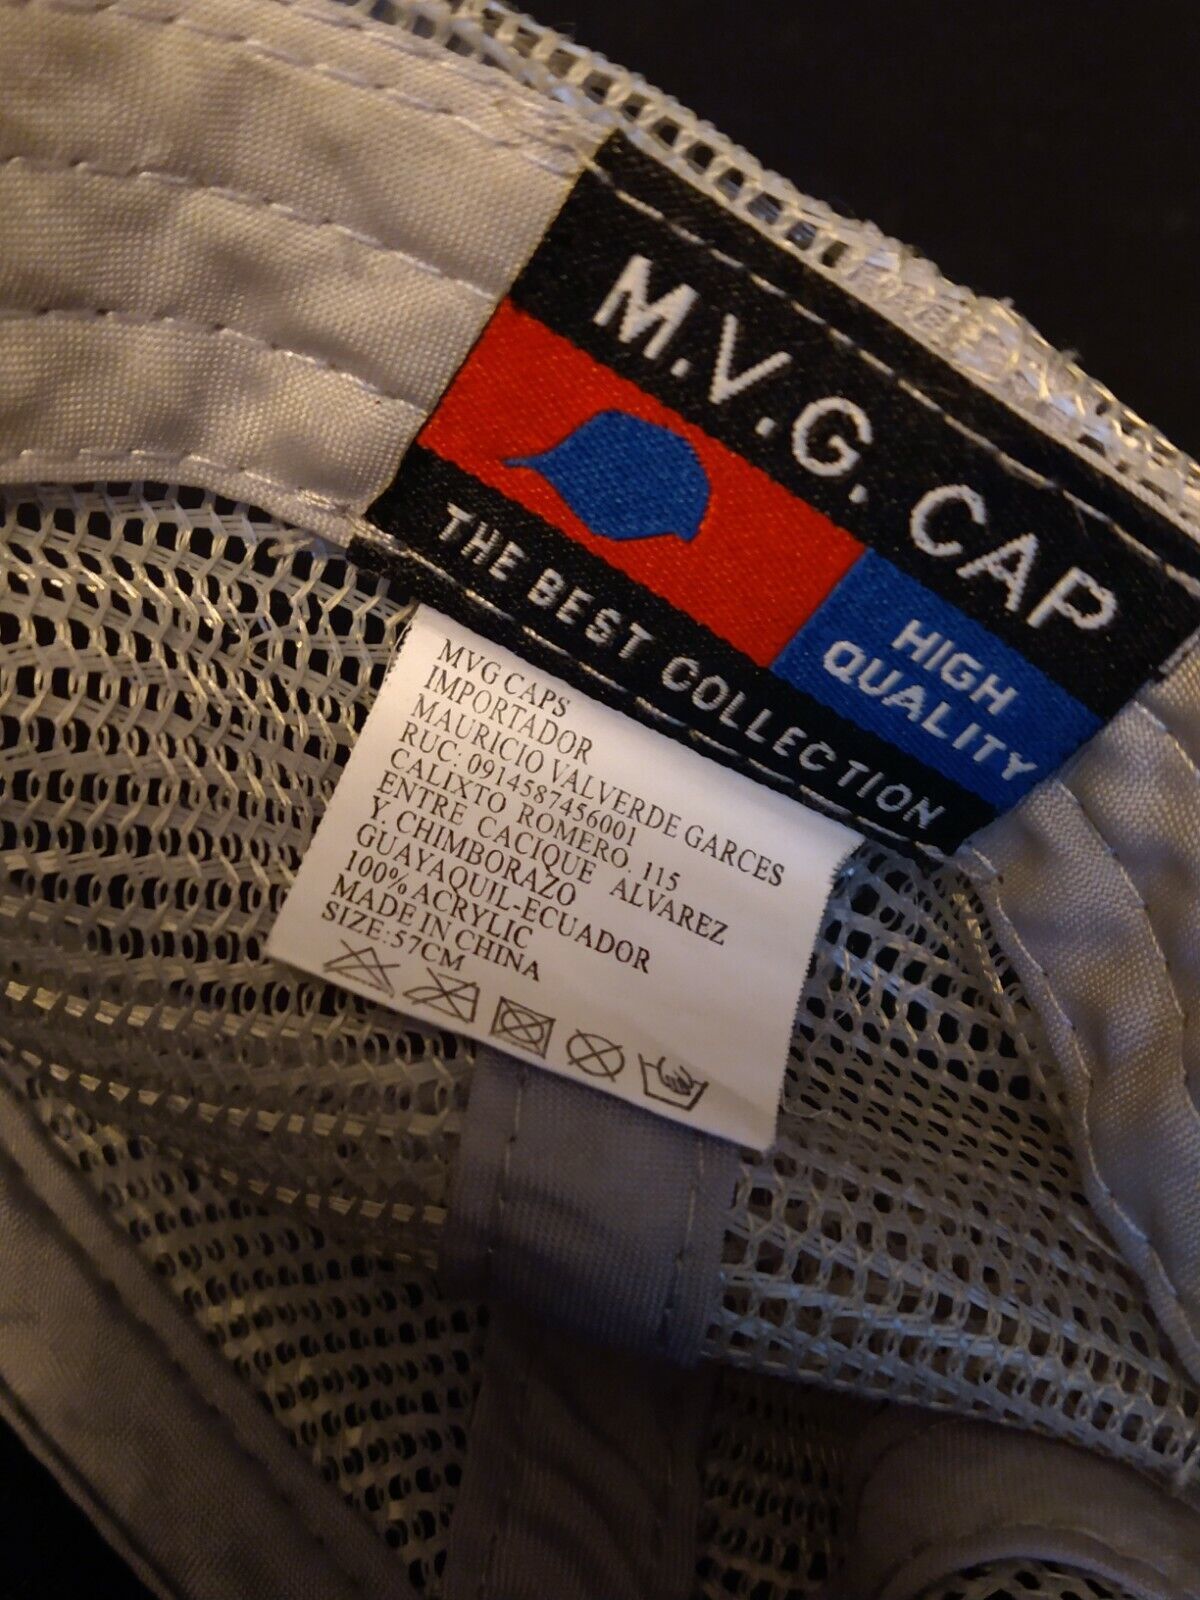 M.V.G. CAP
HIGH
QUALITY
THE BEST COLLECTION
MVG CAPS
IMPORTADOR
MAURICIO VALVERDE GARCES
RUC: 0914587456001
CALIXTO ROMERO. 115
ENTRE CACIQUE ALVAREZ
Y. CHIMBORAZO
GUAYAQUIL-ECUADOR
100% ACRYLIC
MADE IN CHINA
SIZE:57CM